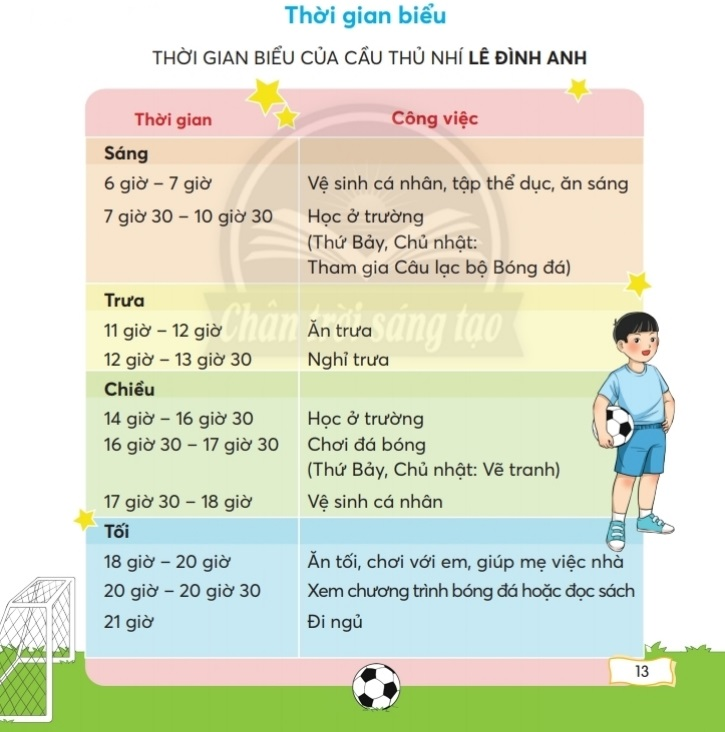 Thời gian biểu
THỜI GIAN BIỂU CỦA CẦU THỦ NHÍ LÊ ĐÌNH ANH
Thời gian Công việc
Sáng
6 giờ – 7 giờ Vệ sinh cá nhân, tập thể dục, ăn sáng
7 giờ 30 – 10 giờ 30 Học ở trường
(Thứ Bảy, Chủ nhật:
Tham gia Câu lạc bộ Bóng đá)
Trưa
Chân trời sáng tạo
11 giờ – 12 giờ Ăn trưa
12 giờ – 13 giờ 30 Nghỉ trưa
Chiều
14 giờ – 16 giờ 30 Học ở trường
16 giờ 30 – 17 giờ 30 Chơi đá bóng
(Thứ Bảy, Chủ nhật: Vẽ tranh)
17 giờ 30 – 18 giờ Vệ sinh cá nhân
Tối
18 giờ – 20 giờ Ăn tối, chơi với em, giúp mẹ việc nhà
20 giờ – 20 giờ 30 Xem chương trình bóng đá hoặc đọc sách
21 giờ Đi ngủ
13